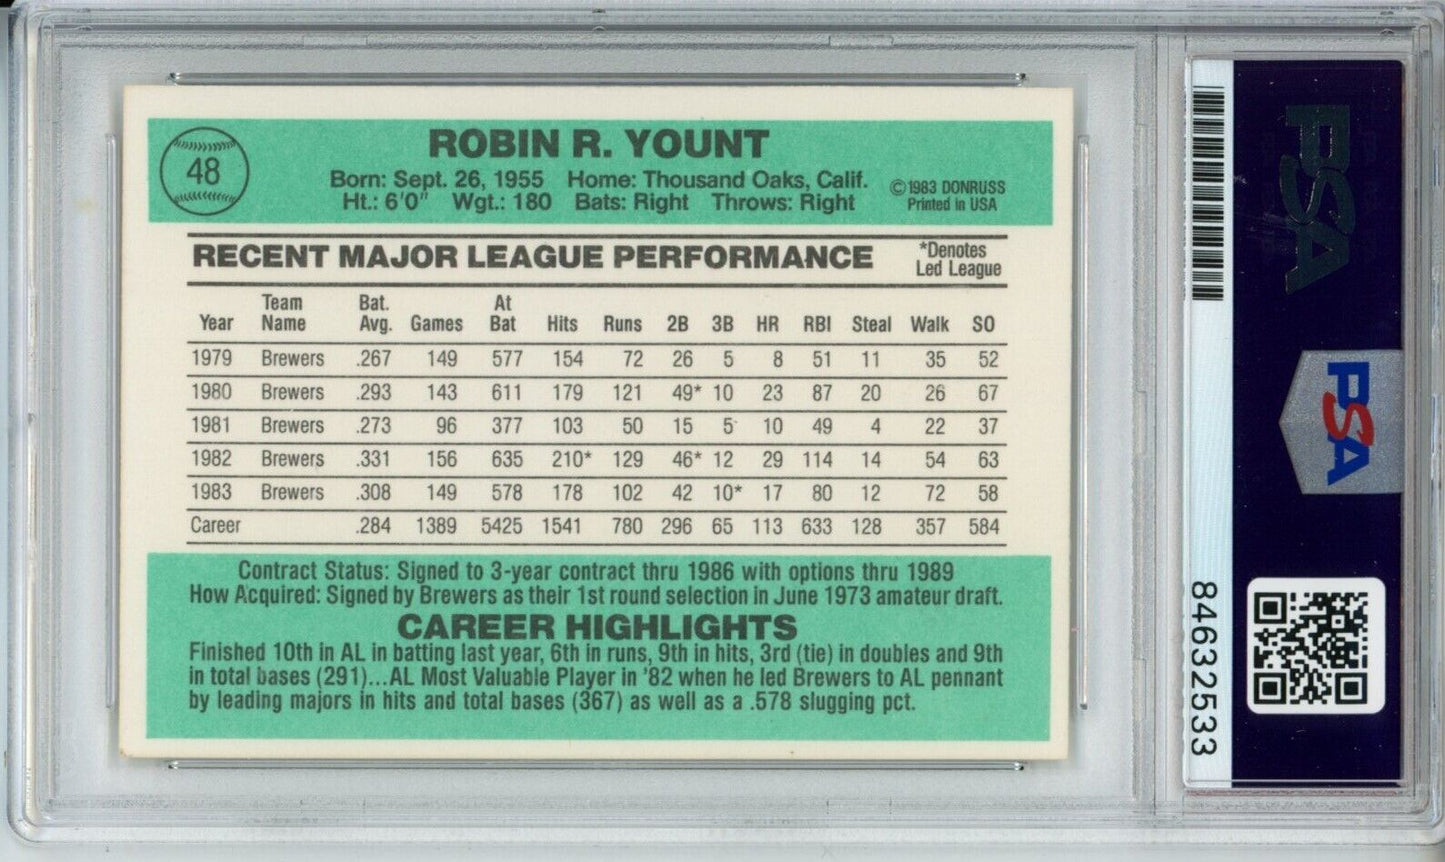 48
ROBIN R. YOUNT
Born: Sept. 26, 1955 Home: Thousand Oaks, Calif.
Ht.: 6'0" Wgt.: 180 Bats: Right Throws: Right
©1983 DONRUSS
Printed in USA
RECENT MAJOR LEAGUE PERFORMANCE
*Denotes
Led League
Year Team Name Bat. Avg. Games At Bat Hits Runs 2B 3B HR RBI Steal Walk SO
1979 Brewers .267 149 577 154 72 26 5 8 51 11 35 52
1980 Brewers .293 143 611 179 121 49* 10 23 87 20 26 67
1981 Brewers .273 96 377 103 50 15 5 10 49 4 22 37
1982 Brewers .331 156 635 210* 129 46* 12 29 114 14 54 63
1983 Brewers .308 149 578 178 102 42 10* 17 80 12 72 58
Career .284 1389 5425 1541 780 296 65 113 633 128 357 584
Contract Status: Signed to 3-year contract thru 1986 with options thru 1989
How Acquired: Signed by Brewers as their 1st round selection in June 1973 amateur draft.
CAREER HIGHLIGHTS
Finished 10th in AL in batting last year, 6th in runs, 9th in hits, 3rd (tie) in doubles and 9th
in total bases (291)...AL Most Valuable Player in '82 when he led Brewers to AL pennant
by leading majors in hits and total bases (367) as well as a .578 slugging pct.
PSA
PSA
84632533